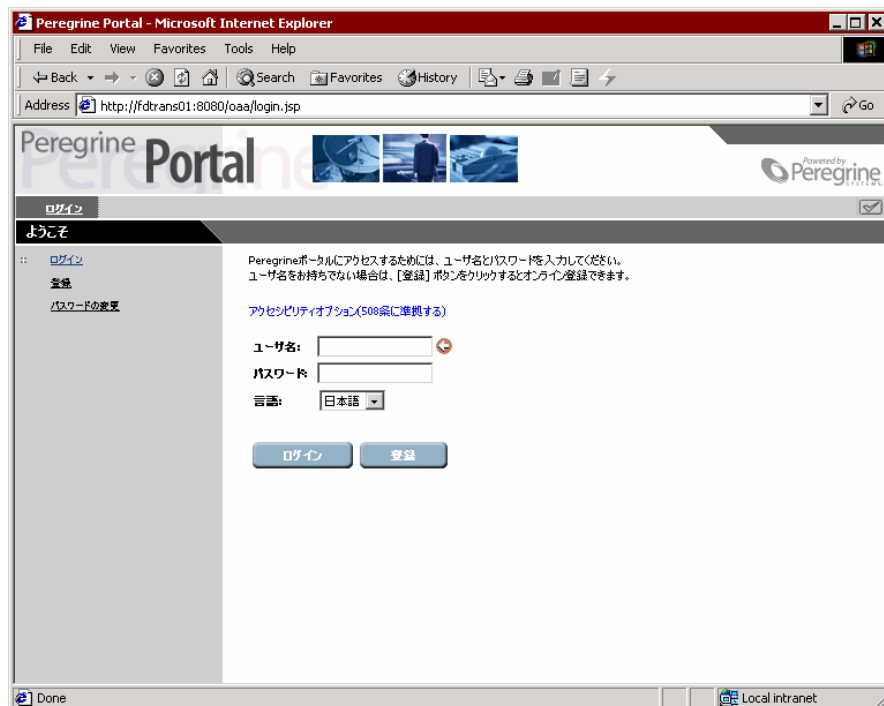 Peregrine Portal - Microsoft Internet Explorer
File Edit View Favorites Tools Help
Back Search Favorites History
Address http://fdtrans01:8080/oaa/login.jsp Go
Peregrine Portal
Powered by Peregrine SYSTEMS
ログイン
ようこそ
ログイン
登録
パスワードの変更
Peregrineポータルにアクセスするためには、ユーザ名とパスワードを入力してください。
ユーザ名をお持ちでない場合は、[登録] ボタンをクリックするとオンライン登録できます。
アクセシビリティオプション(508条に準拠する)
ユーザ名:
パスワード:
言語: 日本語
ログイン 登録
Done Local intranet